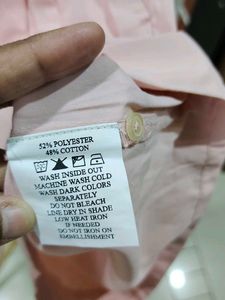 52% POLYESTER
48% COTTON
WASH INSIDE OUT
MACHINE WASH COLD
WASH DARK COLORS
SEPARATELY
DO NOT BLEACH
LINE DRY IN SHADE
LOW HEAT IRON
IF NEEDED
DO NOT IRON ON
EMBELLISHMENT